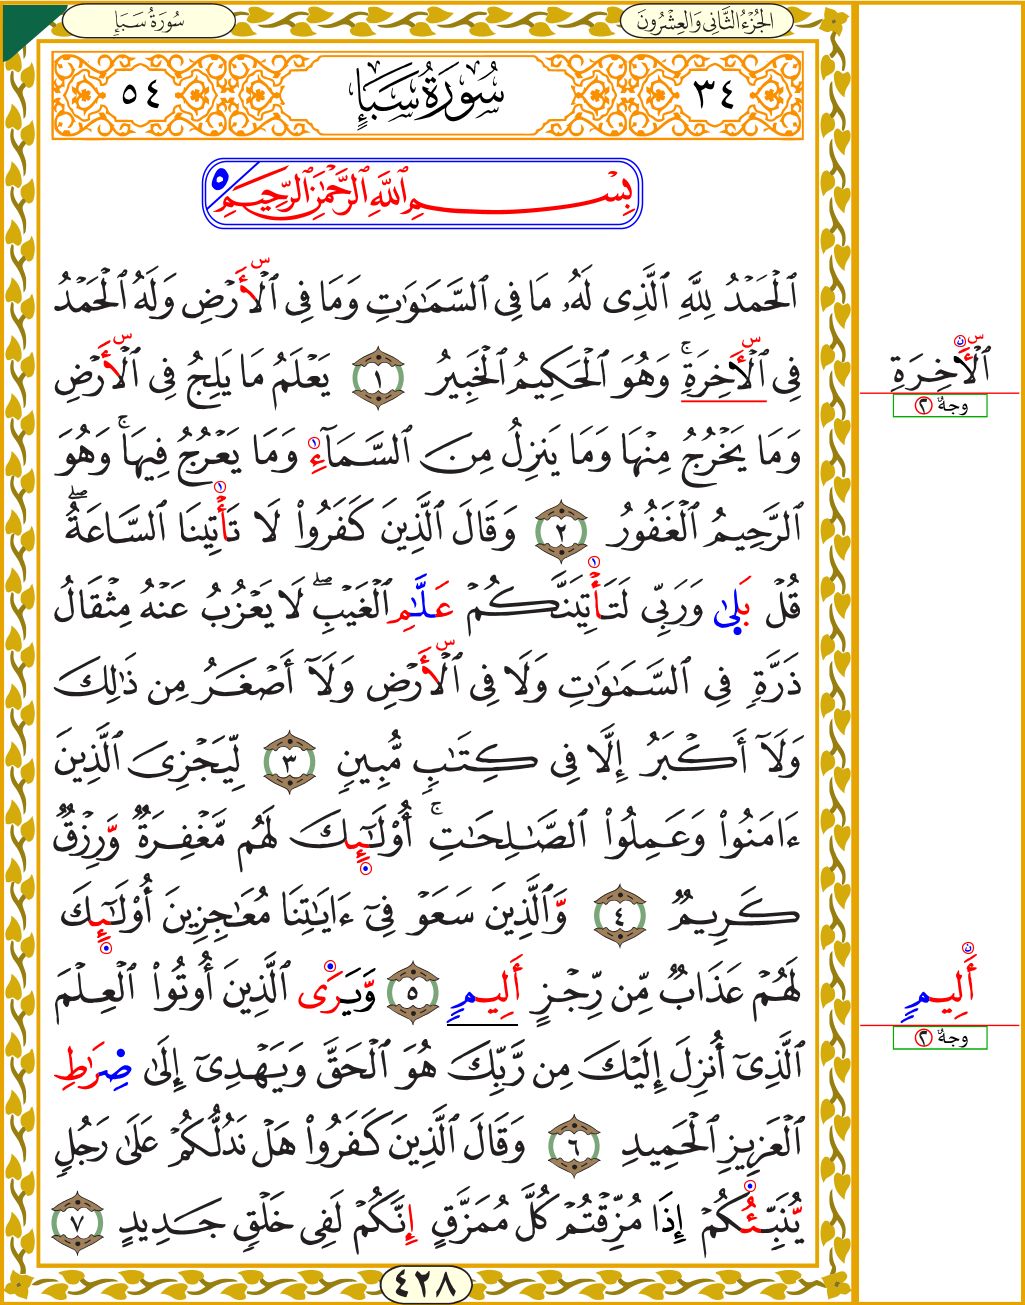 الجُزْءُ الثَّانِي وَالعِشْرُونَ
سُورَةُ سَبَإٍ
٣٤
سُورَةُ سَبَإٍ
٥٤
بِسْمِ ٱللَّهِ ٱلرَّحْمَٰنِ ٱلرَّحِيمِ ٥
ٱلْحَمْدُ لِلَّهِ ٱلَّذِى لَهُۥ مَا فِى ٱلسَّمَٰوَٰتِ وَمَا فِى ٱلْأَرْضِ وَلَهُ ٱلْحَمْدُ
فِى ٱلْأَخِرَةِۚ وَهُوَ ٱلْحَكِيمُ ٱلْخَبِيرُ ١ يَعْلَمُ مَا يَلِجُ فِى ٱلْأَرْضِ
وَمَا يَخْرُجُ مِنْهَا وَمَا يَنزِلُ مِنَ ٱلسَّمَآءِ وَمَا يَعْرُجُ فِيهَاۚ وَهُوَ
ٱلرَّحِيمُ ٱلْغَفُورُ ٢ وَقَالَ ٱلَّذِينَ كَفَرُوا۟ لَا تَأْتِينَا ٱلسَّاعَةُۖ
قُلْ بَلَىٰ وَرَبِّى لَتَأْتِيَنَّكُمْ عَلَّٰمِ ٱلْغَيْبِۖ لَا يَعْزُبُ عَنْهُ مِثْقَالُ
ذَرَّةٍ فِى ٱلسَّمَٰوَٰتِ وَلَا فِى ٱلْأَرْضِ وَلَآ أَصْغَرُ مِن ذَٰلِكَ
وَلَآ أَكْبَرُ إِلَّا فِى كِتَٰبٍ مُّبِينٍ ٣ لِّيَجْزِىَ ٱلَّذِينَ
ءَامَنُوا۟ وَعَمِلُوا۟ ٱلصَّٰلِحَٰتِۚ أُو۟لَٰٓئِكَ لَهُم مَّغْفِرَةٌ وَرِزْقٌ
كَرِيمٌ ٤ وَٱلَّذِينَ سَعَوْ فِىٓ ءَايَٰتِنَا مُعَٰجِزِينَ أُو۟لَٰٓئِكَ
لَهُمْ عَذَابٌ مِّن رِّجْزٍ أَلِيمٍ ٥ وَيَرَى ٱلَّذِينَ أُوتُوا۟ ٱلْعِلْمَ
ٱلَّذِىٓ أُنزِلَ إِلَيْكَ مِن رَّبِّكَ هُوَ ٱلْحَقَّ وَيَهْدِىٓ إِلَىٰ صِرَٰطِ
ٱلْعَزِيزِ ٱلْحَمِيدِ ٦ وَقَالَ ٱلَّذِينَ كَفَرُوا۟ هَلْ نَدُلُّكُمْ عَلَىٰ رَجُلٍ
يُنَبِّئُكُمْ إِذَا مُزِّقْتُمْ كُلَّ مُمَزَّقٍ إِنَّكُمْ لَفِى خَلْقٍ جَدِيدٍ ٧
٤٢٨
ٱلْأَخِرَةِ
وجهٌ ٢
أَلِيمٍ
وجهٌ ٢